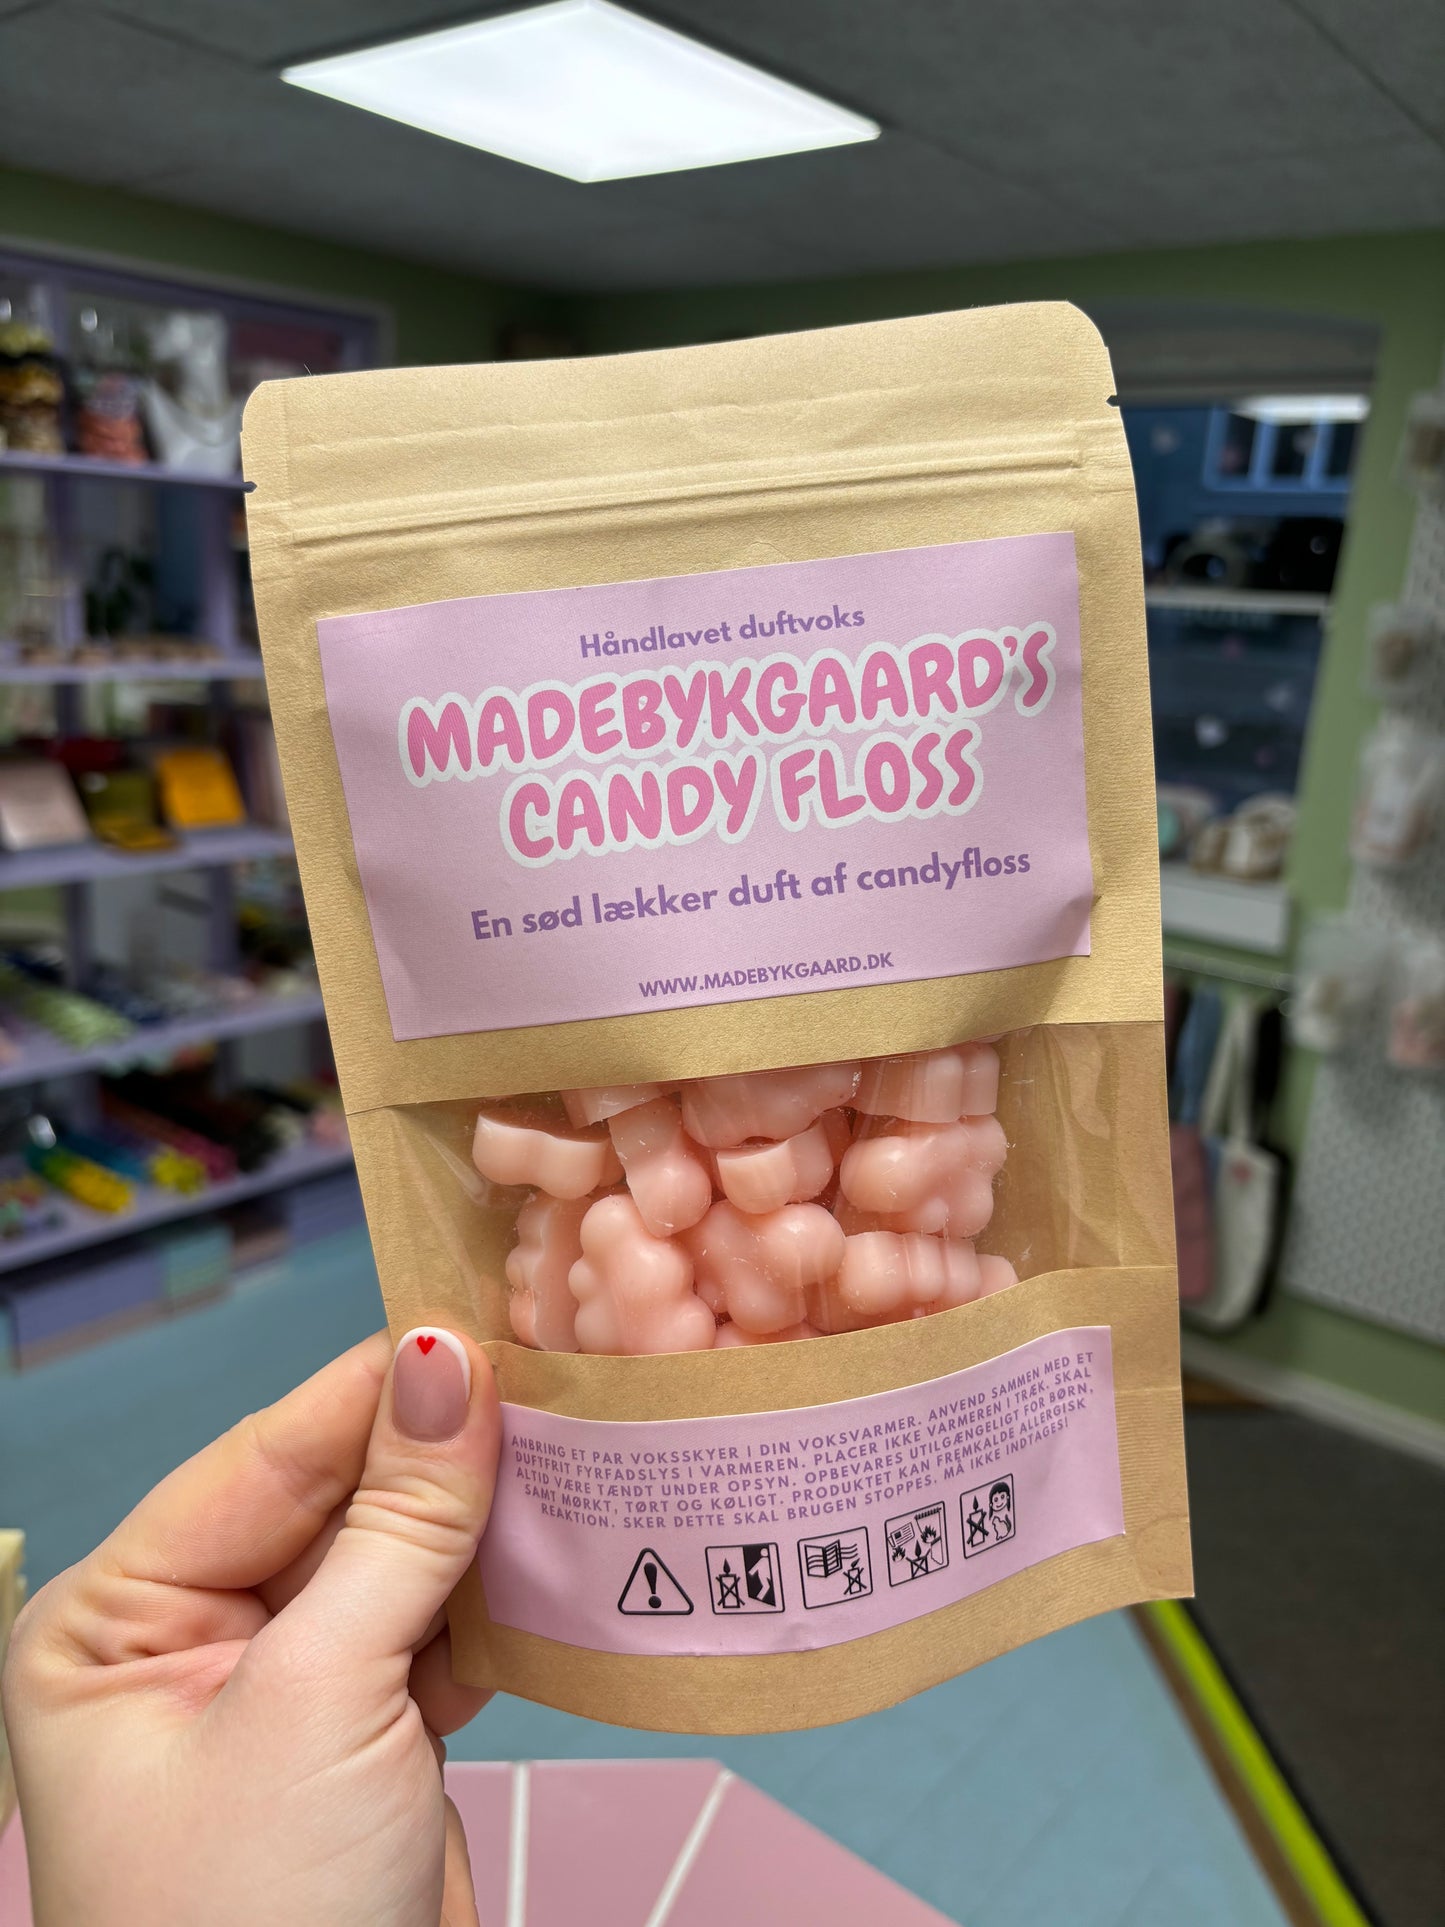 Håndlavet duftvoks
MADEBYKGAARD'S
CANDY FLOSS
En sød lækker duft af candyfloss
WWW.MADEBYKGAARD.DK
ANBRING ET PAR VOKSSKYER I DIN VOKSVARMER. ANVEND SAMMEN MED ET
DUFTFRIT FYRFADSLYS I VARMEREN. PLACER IKKE VARMEREN I TRÆK. SKAL
ALTID VÆRE TÆNDT UNDER OPSYN. OPBEVARES UTILGÆNGELIGT FOR BØRN,
SAMT MØRKT, TØRT OG KØLIGT. PRODUKTET KAN FREMKALDE ALLERGISK
REAKTION. SKER DETTE SKAL BRUGEN STOPPES. MÅ IKKE INDTAGES!